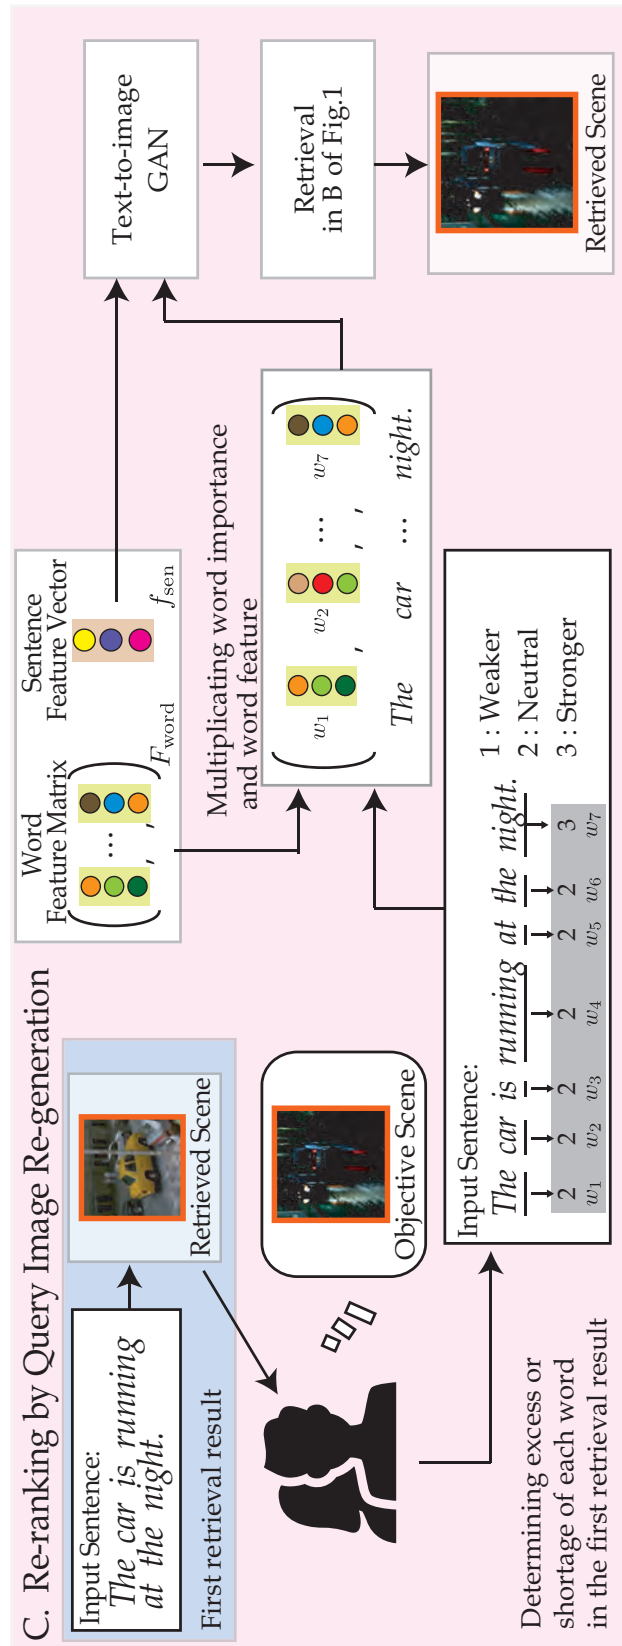 C. Re-ranking by Query Image Re-generation
Input Sentence:
The car is running
at the night.
Retrieved Scene
First retrieval result
Objective Scene
Determining excess or
shortage of each word
in the first retrieval result
Input Sentence:
The car is running at the night.
2 2 2 2 2 2 3
w1 w2 w3 w4 w5 w6 w7
1 : Weaker
2 : Neutral
3 : Stronger
Word
Feature Matrix
, ... ,
Fword
Sentence
Feature Vector
fsen
Multiplicating word importance
and word feature
w1 , w2 , ... , w7
The car ... night.
Text-to-image
GAN
Retrieval
in B of Fig.1
Retrieved Scene